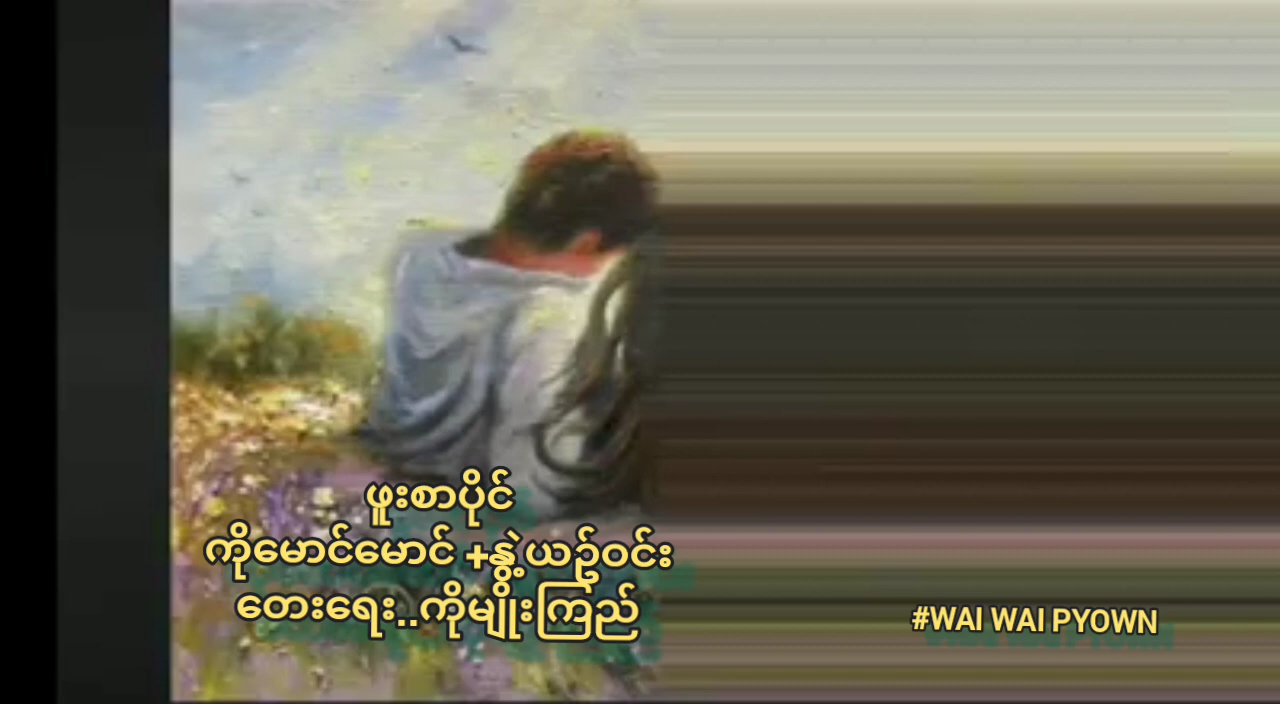 ဖူးစာပိုင်
ကိုမောင်မောင် +နွဲ့ယဉ်ဝင်း
တေးရေး..ကိုမျိုးကြည်
#WAI WAI PYOWN